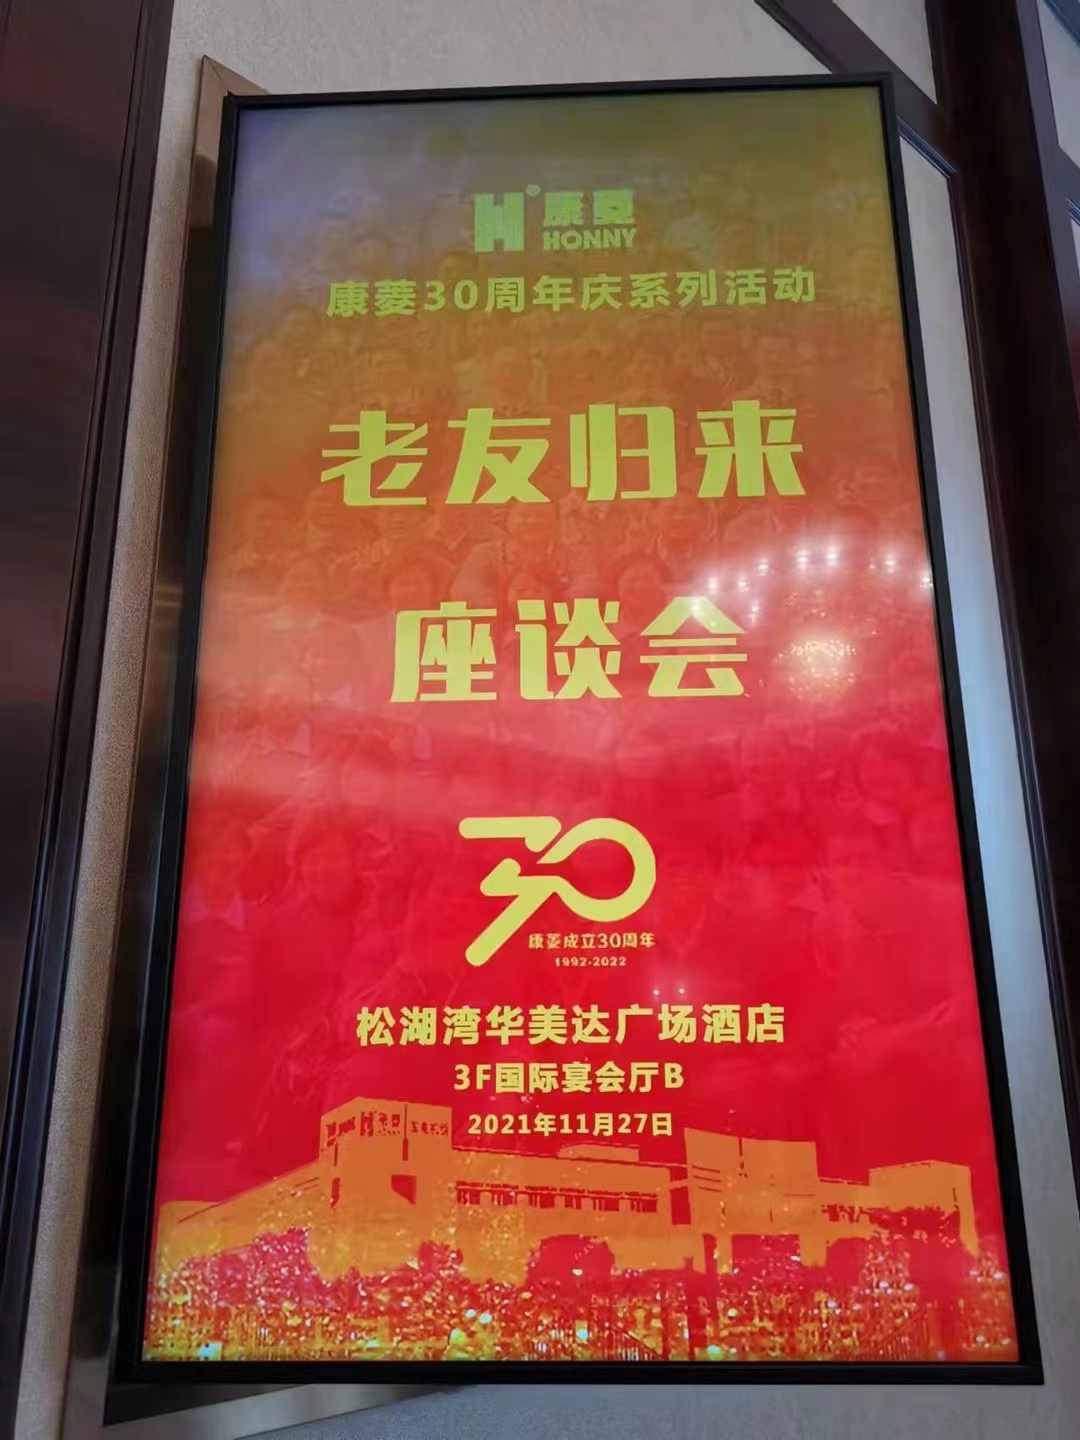 H 康菱
HONNY
康菱30周年庆系列活动
老友归来
座谈会
30
康菱成立30周年
1992-2022
松湖湾华美达广场酒店
3F国际宴会厅B
2021年11月27日